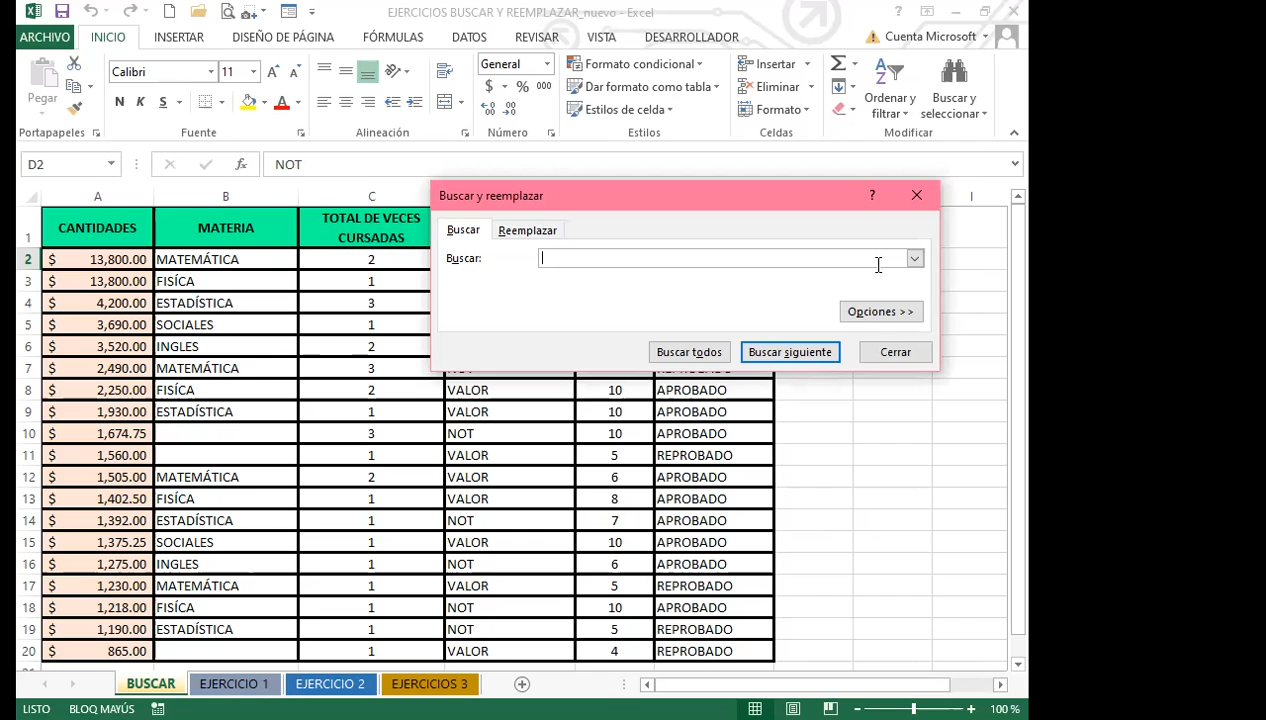 EJERCICIOS BUSCAR Y REEMPLAZAR_nuevo - Excel
ARCHIVO INICIO INSERTAR DISEÑO DE PÁGINA FÓRMULAS DATOS REVISAR VISTA DESARROLLADOR Cuenta Microsoft
Pegar
Portapapeles
Calibri 11
N K S
Fuente
Alineación
General
$ % 000
Número
Formato condicional
Dar formato como tabla
Estilos de celda
Estilos
Insertar
Eliminar
Formato
Celdas
Ordenar y filtrar
Buscar y seleccionar
Modificar
D2 fx NOT
A B C I
Buscar y reemplazar ?
Buscar Reemplazar
Buscar:
Opciones >>
Buscar todos Buscar siguiente Cerrar
1 CANTIDADES MATERIA TOTAL DE VECES CURSADAS
2 $ 13,800.00 MATEMÁTICA 2
3 $ 13,800.00 FISÍCA 1
4 $ 4,200.00 ESTADÍSTICA 3
5 $ 3,690.00 SOCIALES 1
6 $ 3,520.00 INGLES 2
7 $ 2,490.00 MATEMÁTICA 3
8 $ 2,250.00 FISÍCA 2 VALOR 10 APROBADO
9 $ 1,930.00 ESTADÍSTICA 1 VALOR 10 APROBADO
10 $ 1,674.75 3 NOT 10 APROBADO
11 $ 1,560.00 1 VALOR 5 REPROBADO
12 $ 1,505.00 MATEMÁTICA 2 VALOR 6 APROBADO
13 $ 1,402.50 FISÍCA 1 VALOR 8 APROBADO
14 $ 1,392.00 ESTADÍSTICA 1 NOT 7 APROBADO
15 $ 1,375.25 SOCIALES 1 VALOR 10 APROBADO
16 $ 1,275.00 INGLES 1 NOT 6 APROBADO
17 $ 1,230.00 MATEMÁTICA 1 VALOR 5 REPROBADO
18 $ 1,218.00 FISÍCA 1 NOT 10 APROBADO
19 $ 1,190.00 ESTADÍSTICA 1 NOT 5 REPROBADO
20 $ 865.00 1 VALOR 4 REPROBADO
BUSCAR EJERCICIO 1 EJERCICIO 2 EJERCICIOS 3
LISTO BLOQ MAYÚS 100 %